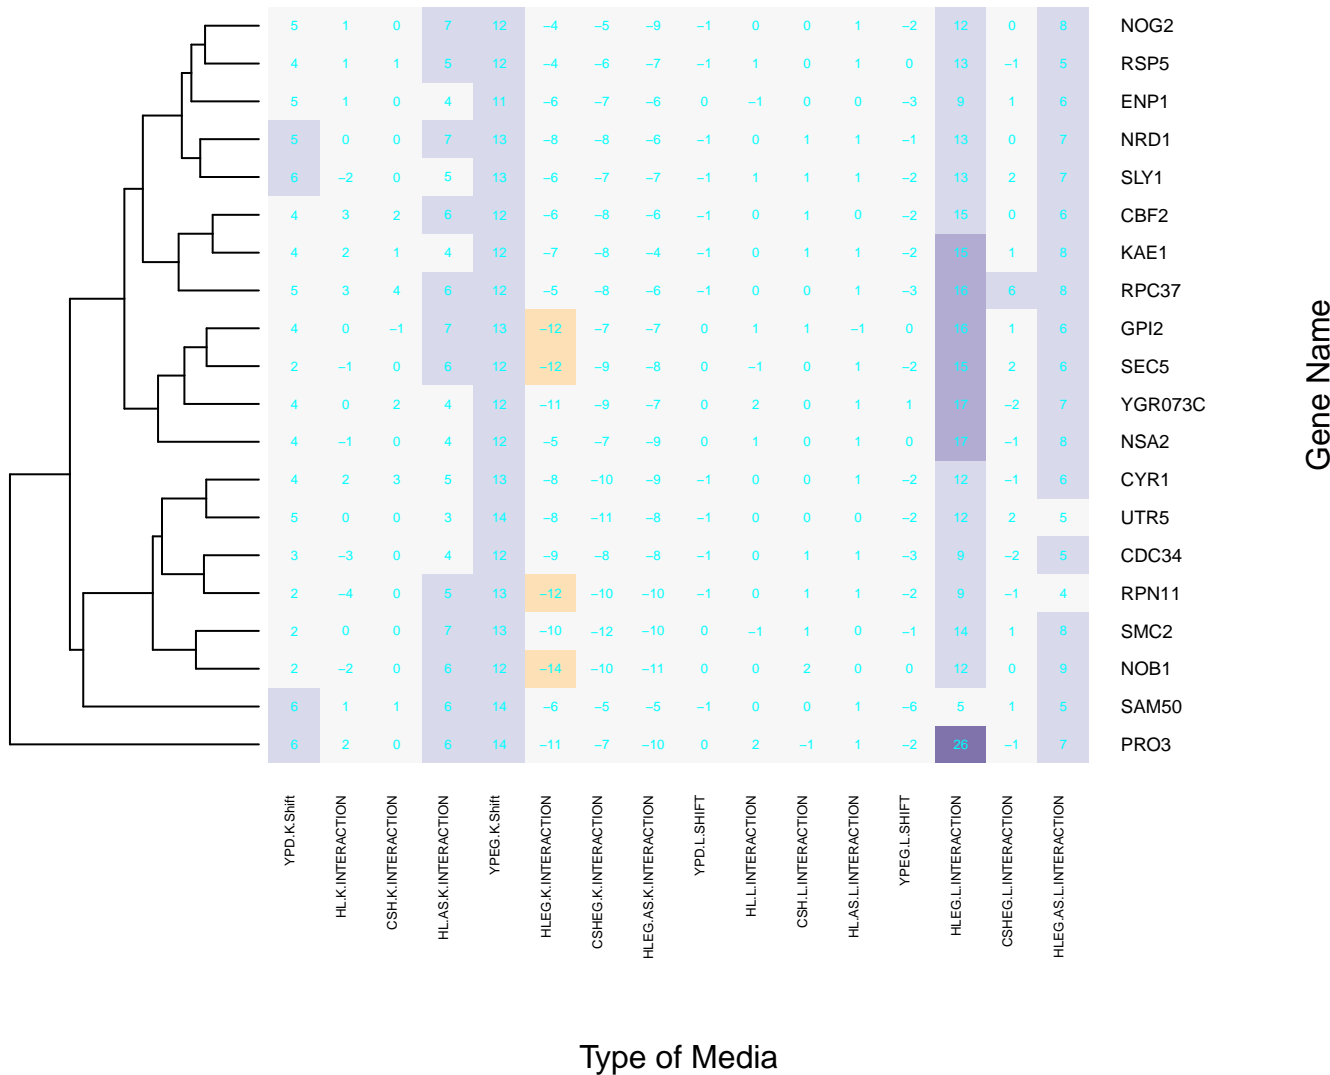 5 1 0 7 12 −4 −5 −9 −1 0 0 1 −2 12 0 8 NOG2
4 1 1 5 12 −4 −6 −7 −1 1 0 1 0 13 −1 5 RSP5
5 1 0 4 11 −6 −7 −6 0 −1 0 0 −3 9 1 6 ENP1
5 0 0 7 13 −8 −8 −6 −1 0 1 1 −1 13 0 7 NRD1
6 −2 0 5 13 −6 −7 −7 −1 1 1 1 −2 13 2 7 SLY1
4 3 2 6 12 −6 −8 −6 −1 0 1 0 −2 15 0 6 CBF2
4 2 1 4 12 −7 −8 −4 −1 0 1 1 −2 1 8 KAE1
5 3 4 6 12 −5 −8 −6 −1 0 0 1 −3 6 8 RPC37
4 0 −1 7 13 −12 −7 −7 0 1 1 −1 0 1 6 GPI2
2 −1 0 6 12 −12 −9 −8 0 −1 0 1 −2 2 6 SEC5
4 0 2 4 12 −11 −9 −7 0 2 0 1 1 17 −2 7 YGR073C
4 −1 0 4 12 −5 −7 −9 0 1 0 1 0 17 −1 8 NSA2
4 2 3 5 13 −8 −10 −9 −1 0 0 1 −2 12 −1 6 CYR1
5 0 0 3 14 −8 −11 −8 −1 0 0 0 −2 12 2 5 UTR5
3 −3 0 4 12 −9 −8 −8 −1 0 1 1 −3 9 −2 5 CDC34
2 −4 0 5 13 −12 −10 −10 −1 0 1 1 −2 9 −1 4 RPN11
2 0 0 7 13 −10 −12 −10 0 −1 1 0 −1 14 1 8 SMC2
2 −2 0 6 12 −14 −10 −11 0 0 2 0 0 12 0 9 NOB1
6 1 1 6 14 −6 −5 −5 −1 0 0 1 −6 5 1 5 SAM50
6 2 0 6 14 −11 −7 −10 0 2 −1 1 −2 26 −1 7 PRO3
Gene Name
YPD.K.Shift
HL.K.INTERACTION
CSH.K.INTERACTION
HL.AS.K.INTERACTION
YPEG.K.Shift
HLEG.K.INTERACTION
CSHEG.K.INTERACTION
HLEG.AS.K.INTERACTION
YPD.L.SHIFT
HL.L.INTERACTION
CSH.L.INTERACTION
HL.AS.L.INTERACTION
YPEG.L.SHIFT
HLEG.L.INTERACTION
CSHEG.L.INTERACTION
HLEG.AS.L.INTERACTION
Type of Media